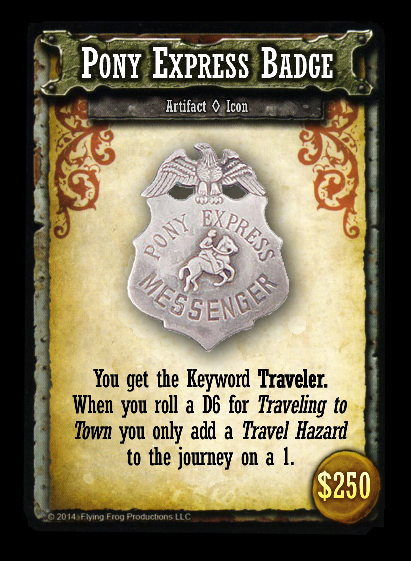 PONY EXPRESS BADGE
Artifact ◊ Icon
PONY EXPRESS
MESSENGER
You get the Keyword Traveler.
When you roll a D6 for Traveling to
Town you only add a Travel Hazard
to the journey on a 1.
$250
© 2014 Flying Frog Productions LLC